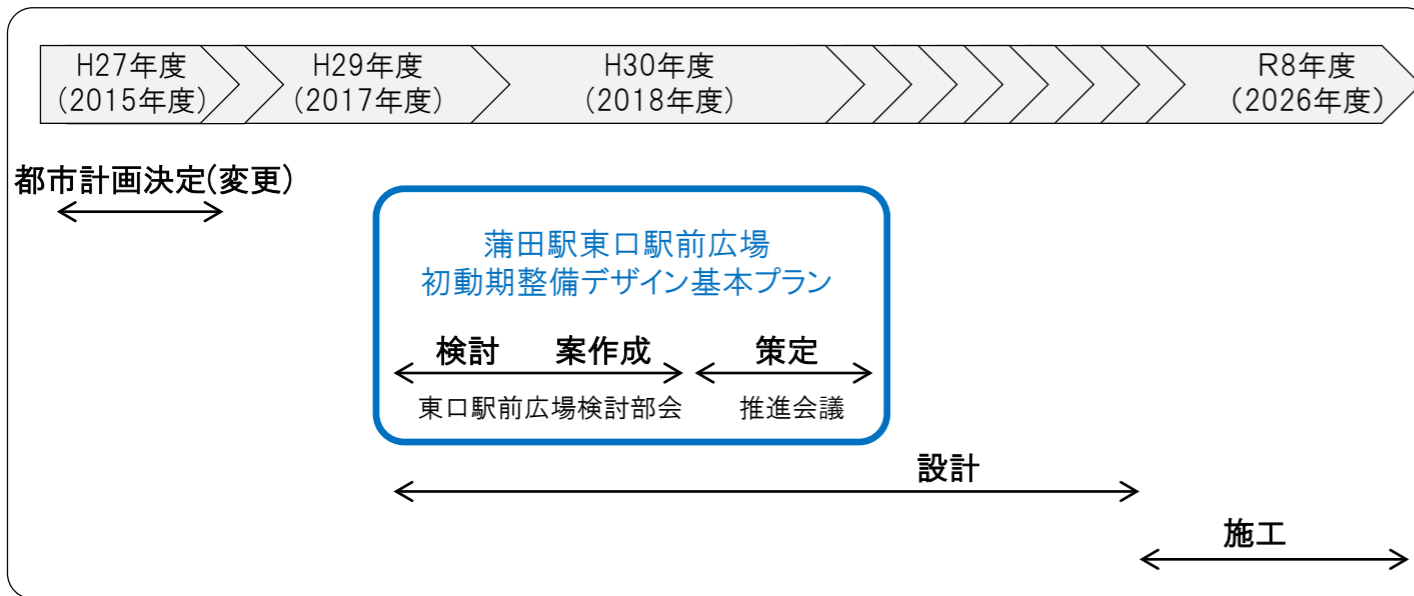 H27年度
(2015年度)
H29年度
(2017年度)
H30年度
(2018年度)
R8年度
(2026年度)
都市計画決定(変更)
蒲田駅東口駅前広場
初動期整備デザイン基本プラン
検討 案作成 策定
東口駅前広場検討部会 推進会議
設計
施工